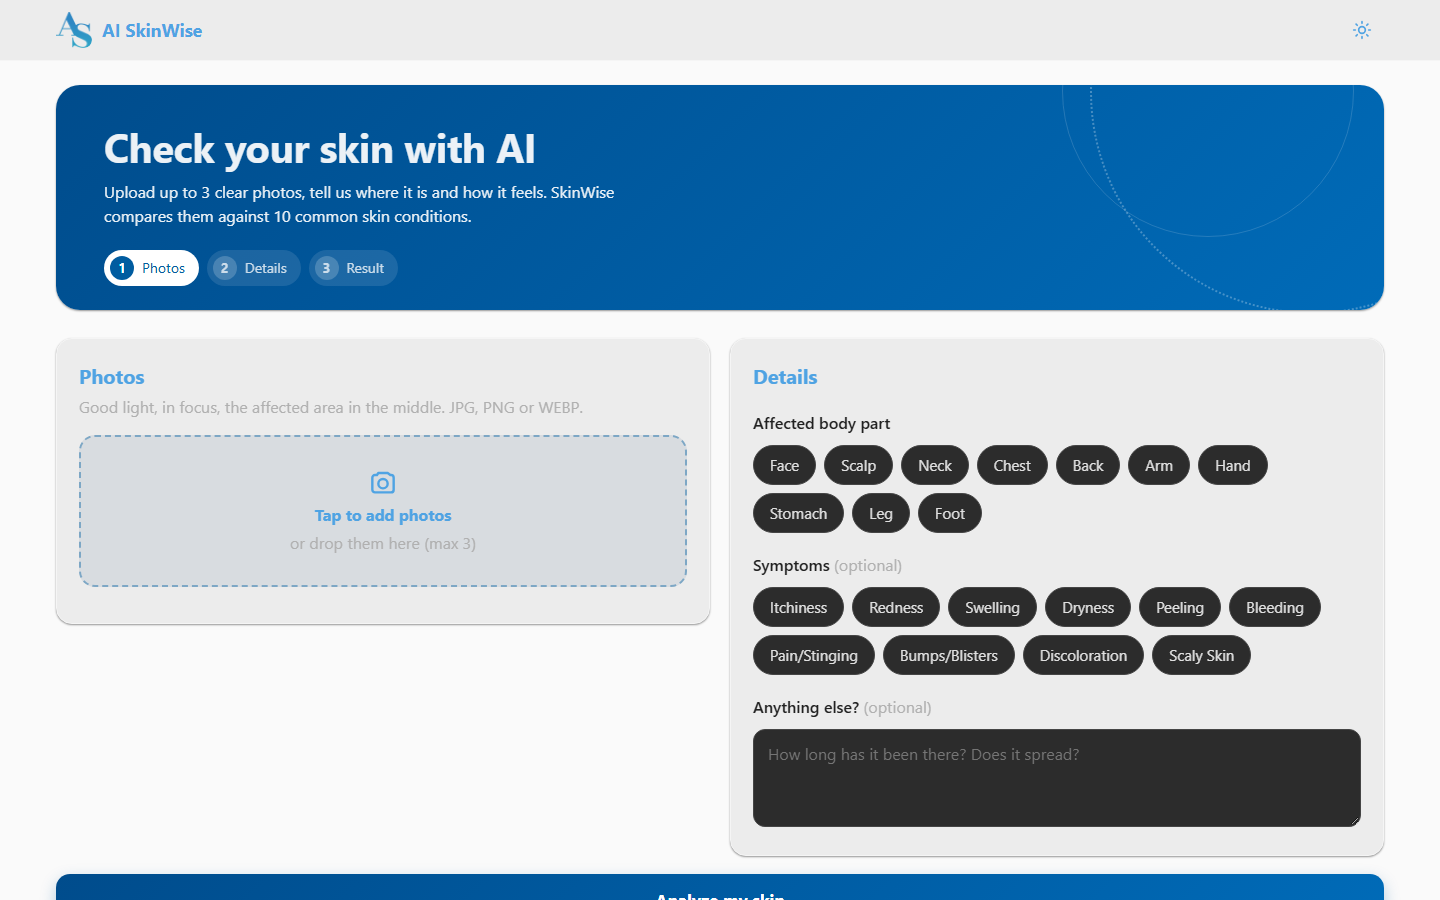 AS AI SkinWise
Check your skin with AI
Upload up to 3 clear photos, tell us where it is and how it feels. SkinWise
compares them against 10 common skin conditions.
1 Photos 2 Details 3 Result
Photos
Good light, in focus, the affected area in the middle. JPG, PNG or WEBP.
Tap to add photos
or drop them here (max 3)
Details
Affected body part
Face Scalp Neck Chest Back Arm Hand
Stomach Leg Foot
Symptoms (optional)
Itchiness Redness Swelling Dryness Peeling Bleeding
Pain/Stinging Bumps/Blisters Discoloration Scaly Skin
Anything else? (optional)
How long has it been there? Does it spread?
Analyze my skin